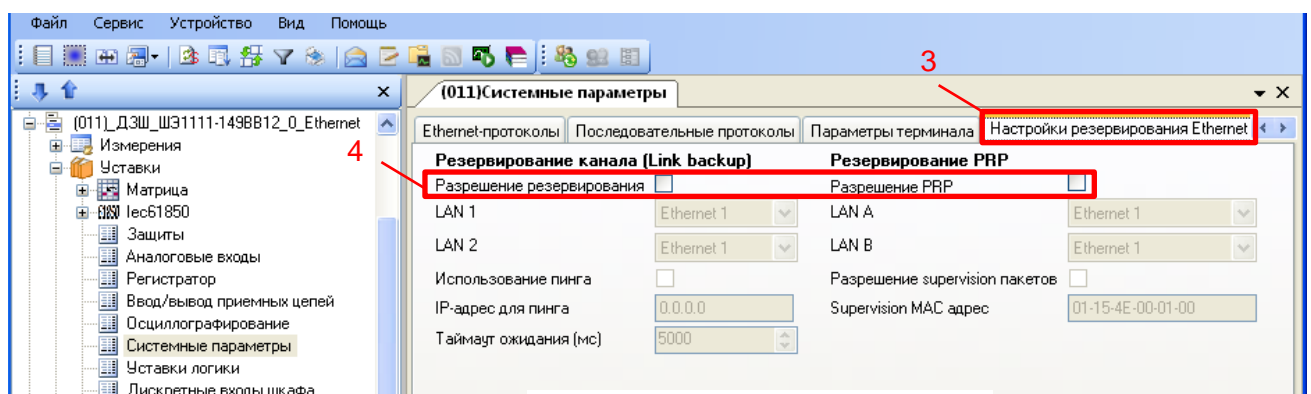 Файл Сервис Устройство Вид Помощь
3
(011)Системные параметры
(011)_ДЗШ_ШЭ1111-149ВВ12_0_Ethernet
Измерения
4
Уставки
Матрица
Iec61850
Защиты
Аналоговые входы
Регистратор
Ввод/вывод приемных цепей
Осциллографирование
Системные параметры
Уставки логики
Дискретные входы шкафа
Ethernet-протоколы Последовательные протоколы Параметры терминала Настройки резервирования Ethernet
Резервирование канала (Link backup) Резервирование PRP
Разрешение резервирования Разрешение PRP
LAN 1 Ethernet 1 LAN A Ethernet 1
LAN 2 Ethernet 1 LAN B Ethernet 1
Использование пинга Разрешение supervision пакетов
IP-адрес для пинга 0.0.0.0 Supervision MAC адрес 01-15-4E-00-01-00
Таймаут ожидания (мс) 5000